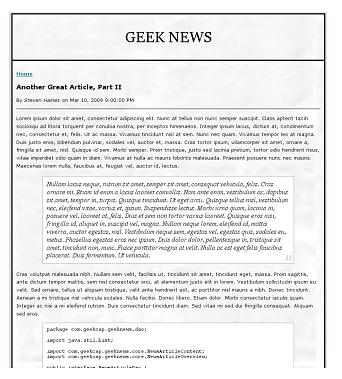 GEEK NEWS
Home
Another Great Article, Part II
By Steven Haines on Mar 10, 2009 9:00:00 PM
Lorem ipsum dolor sit amet, consectetur adipiscing elit. Nunc at tellus non nunc semper suscipit. Class aptent taciti
sociosqu ad litora torquent per conubia nostra, per inceptos himenaeos. Integer ipsum lacus, dictum at, condimentum
nec, consectetur et, felis. Ut ac massa. Vivamus tincidunt nisi at sem. Nunc nec quam. Vivamus tempor leo at magna.
Duis justo eros, bibendum pulvinar, sodales vel, auctor et, massa. Cras tortor ipsum, ullamcorper sit amet, ornare a,
fringilla sit amet, nisl. Quisque id sem. Morbi semper. Proin tristique, justo sed lacinia pretium, tortor odio hendrerit risus,
vitae imperdiet odio quam in diam. Vivamus at nulla ac mauris lobortis malesuada. Praesent posuere nunc nec mauris.
Maecenas lorem nulla, faucibus at, feugiat vel, auctor id lectus.
Nullam lacus neque, rutrum sit amet, semper sit amet, consequat vehicula, felis. Cras
ornare mi. Etiam id enim a lacus convallis. Nam ante enim, vestibulum ac, dapibus
sit amet, interdum in, turpis. Quisque tincidunt. Ut eget arcu. Quisque tellus nisl, vestibulum
nec, eleifend vitae, varius et, ipsum. Suspendisse lectus. Morbi urna quam, lacinia in,
posuere vel, laoreet at, felis. Duis et sem non tortor varius laoreet. Quisque eros nisi,
fringilla id, aliquet in, suscipit vel, magna. Nullam neque lorem, eleifend id, mattis
viverra, auctor egestas, nisl. Vestibulum neque sem, egestas vel, egestas quis, sodales eu,
metus. Phasellus egestas eros nec ipsum. Duis dolor dolor, pellentesque in, tristique sit
amet, tincidunt non, nunc. Fusce porttitor magna ut velit. Nulla ac est eget felis faucibus
placerat. Duis fermentum. Ut vehicula.
Cras volutpat malesuada nibh. Nullam sem velit, facilisis ut, tincidunt sit amet, tincidunt eget, massa. Proin sagittis,
ante dictum tempor mattis, sem nisl consectetur orci, at elementum justo elit in lorem. Vestibulum sollicitudin ipsum eu
velit. Sed ornare, tellus ut aliquam tristique, velit ante hendrerit est, ac porttitor nisl mauris a nibh. Donec tincidunt.
Aenean a mi tristique nisl vehicula sodales. Nulla facilisi. Donec libero. Etiam dolor. Morbi consectetur iaculis quam.
Integer ac nisi a mi eleifend rutrum. Duis consectetur tincidunt diam. Sed vitae mi sed dui fringilla consequat. Aliquam
sed eros.
package com.geekcap.geeknews.dao;
import java.util.List;
import com.geekcap.geeknews.core.NewsArticleContent;
import com.geekcap.geeknews.core.NewsArticleOverview;